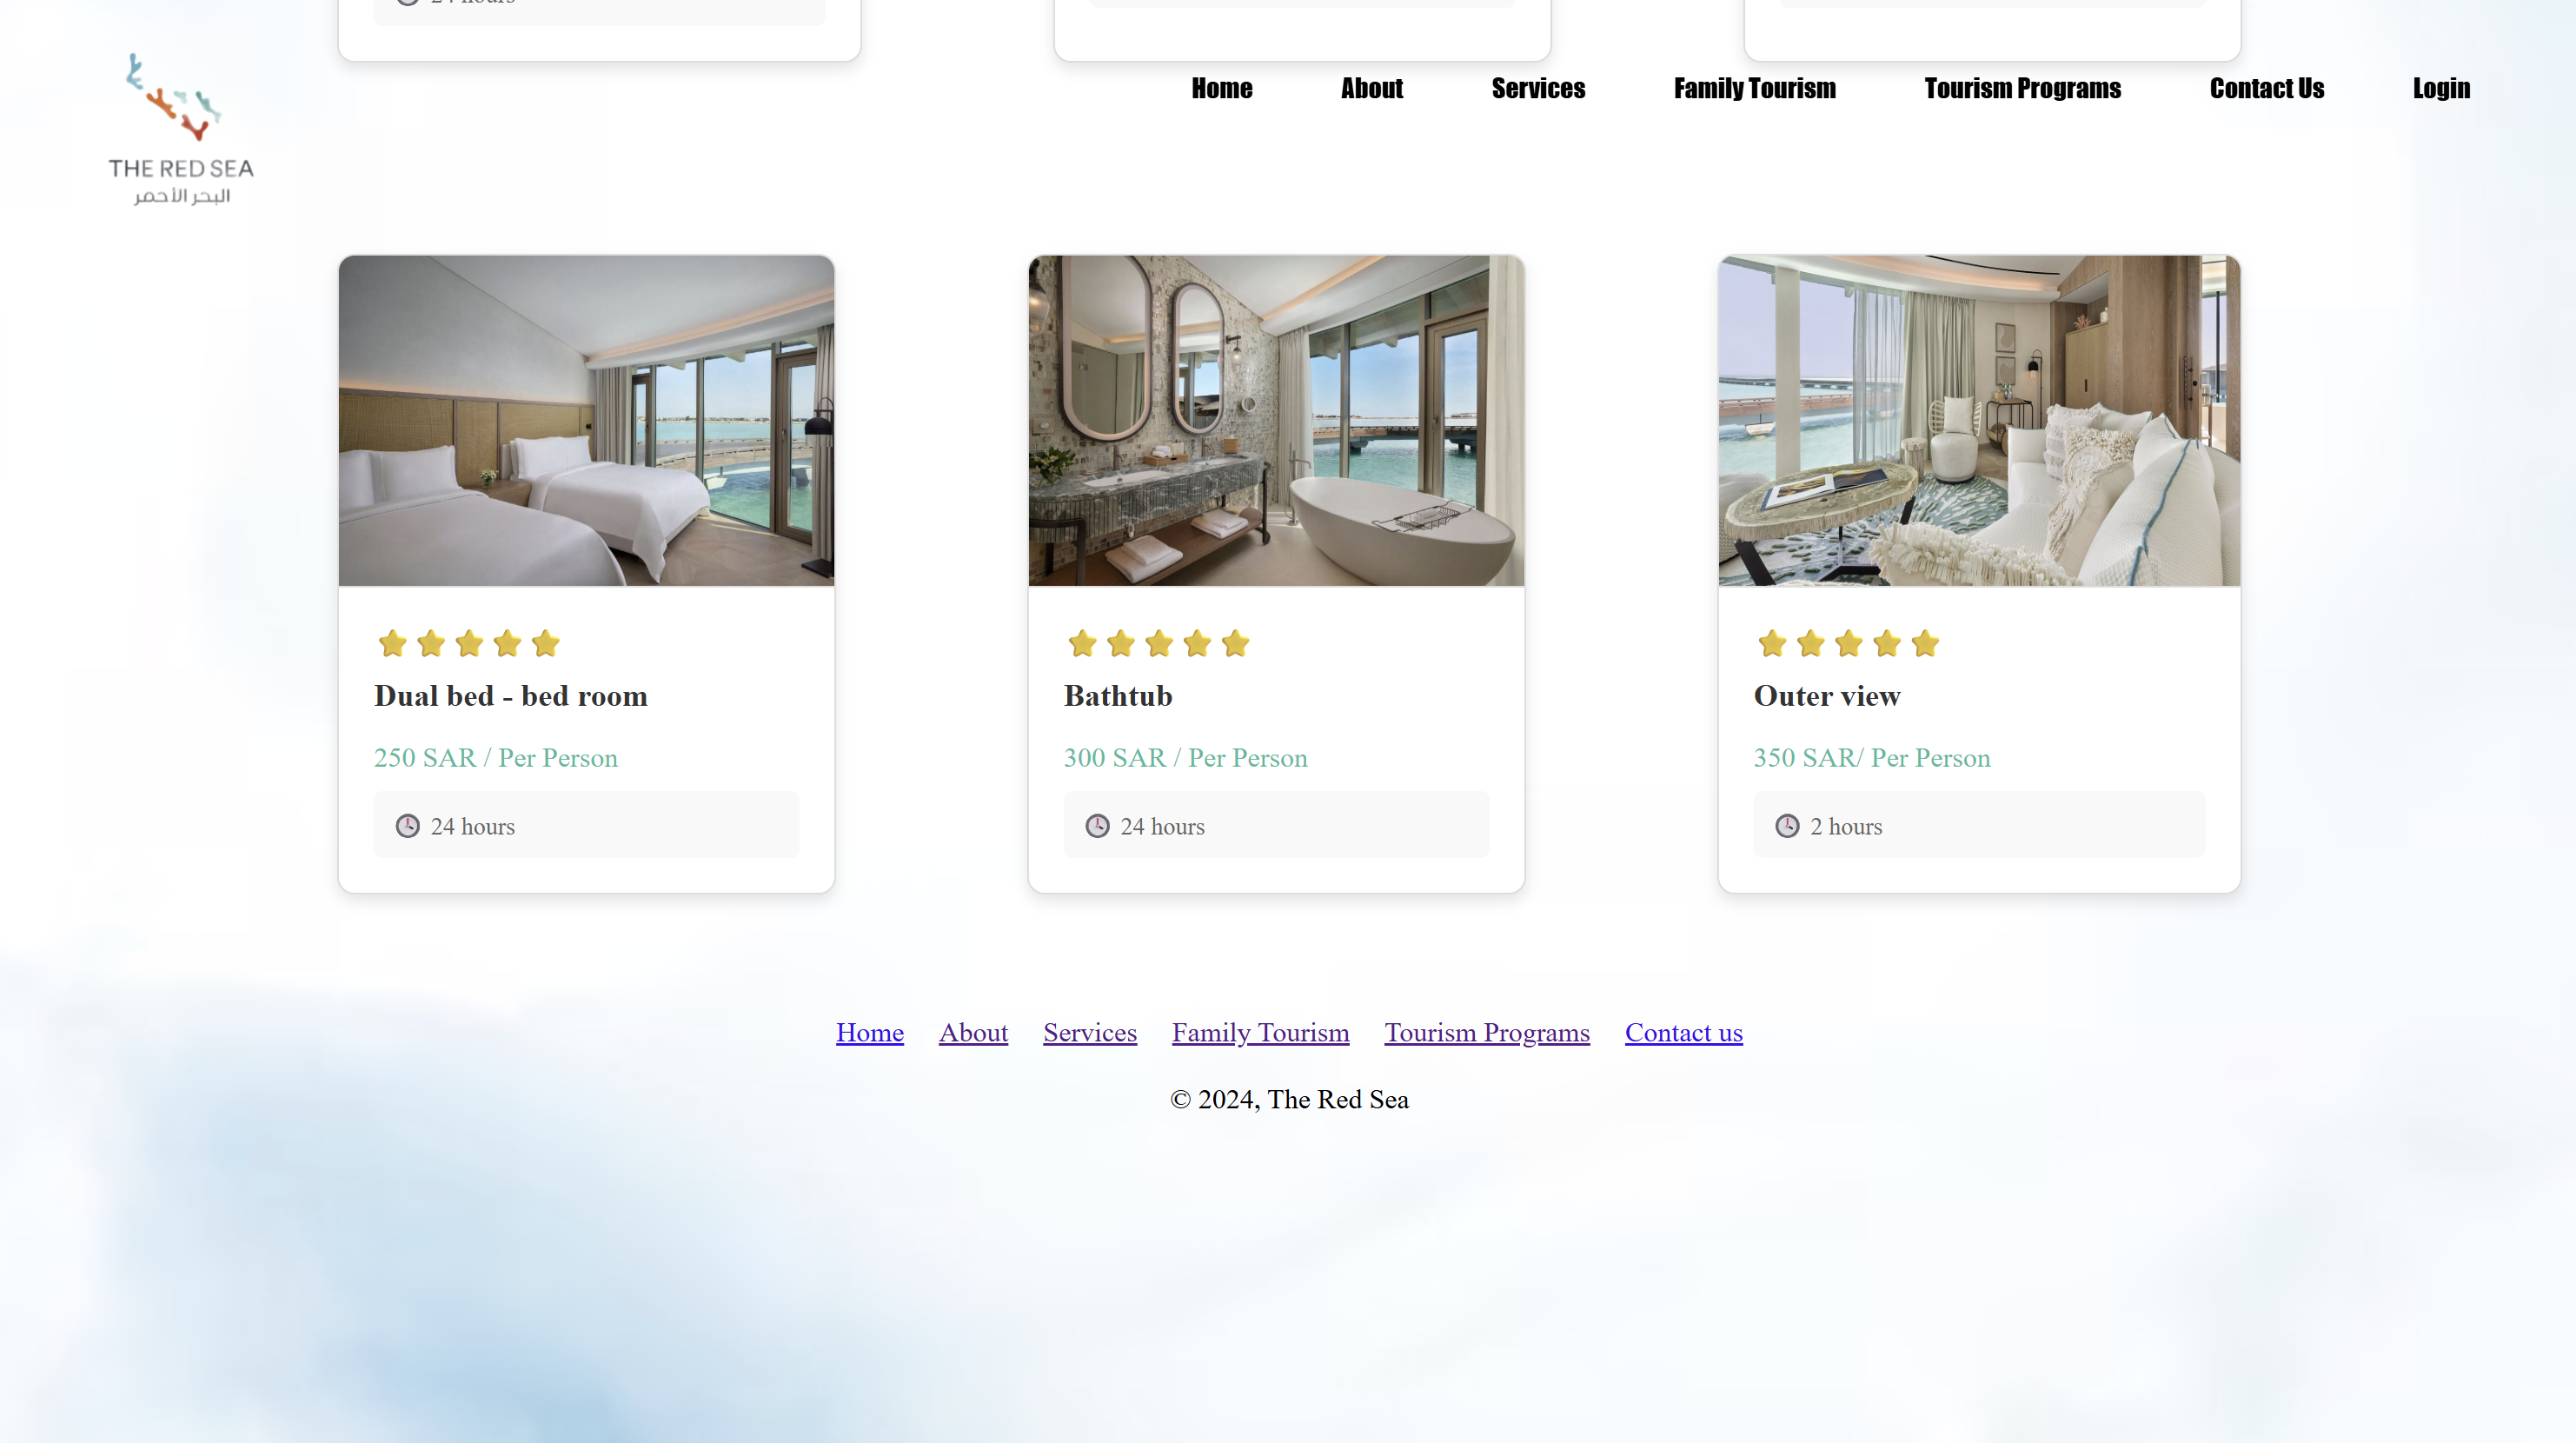 24 hours
Home About Services Family Tourism Tourism Programs Contact Us Login
THE RED SEA
البحر الأحمر
Dual bed - bed room
250 SAR / Per Person
24 hours
Bathtub
300 SAR / Per Person
24 hours
Outer view
350 SAR/ Per Person
2 hours
Home About Services Family Tourism Tourism Programs Contact us
© 2024, The Red Sea